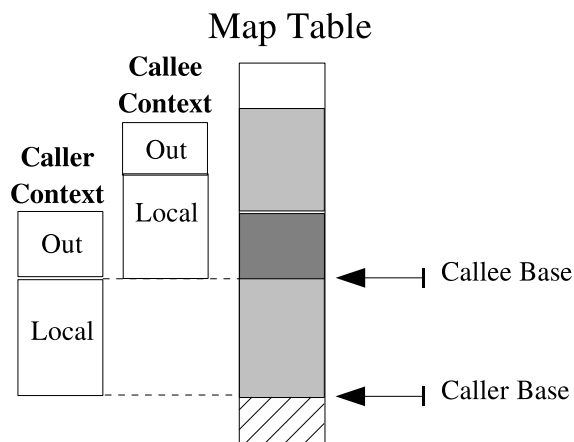 Map Table
Callee
Context
Out
Local
Caller
Context
Out
Local
Callee Base
Caller Base